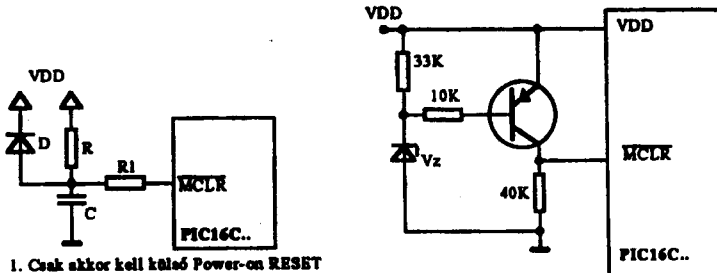 VDD
D
R
R1
MCLR
C
PIC16C..
1. Csak akkor kell külső Power-on RESET
VDD
33K
10K
VDD
Vz
MCLR
40K
PIC16C..